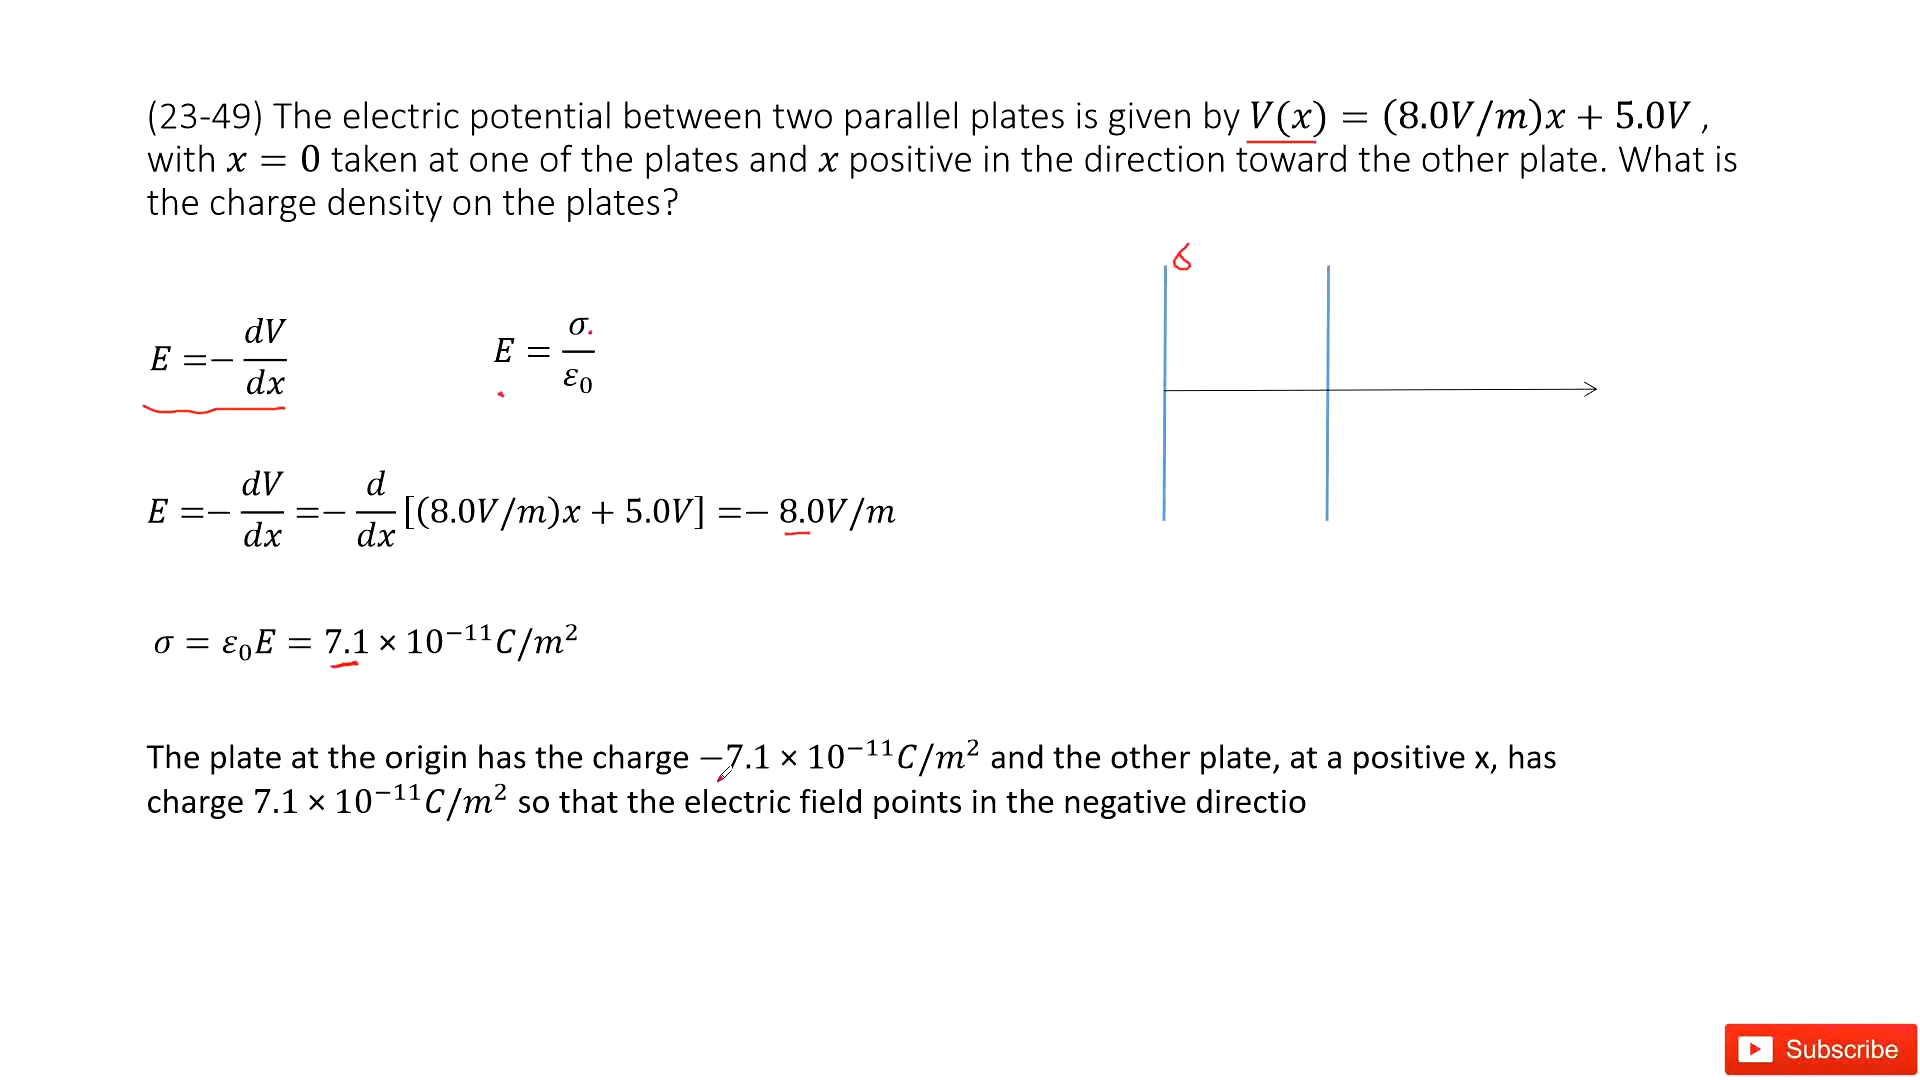 (23-49) The electric potential between two parallel plates is given by V(x) = (8.0V/m)x + 5.0V ,
with x = 0 taken at one of the plates and x positive in the direction toward the other plate. What is
the charge density on the plates?
б
E =− dV/dx
E = σ/ε₀
E =− dV/dx =− d/dx [(8.0V/m)x + 5.0V] =− 8.0V/m
σ = ε₀E = 7.1 × 10⁻¹¹C/m²
The plate at the origin has the charge −7.1 × 10⁻¹¹C/m² and the other plate, at a positive x, has
charge 7.1 × 10⁻¹¹C/m² so that the electric field points in the negative directio
Subscribe